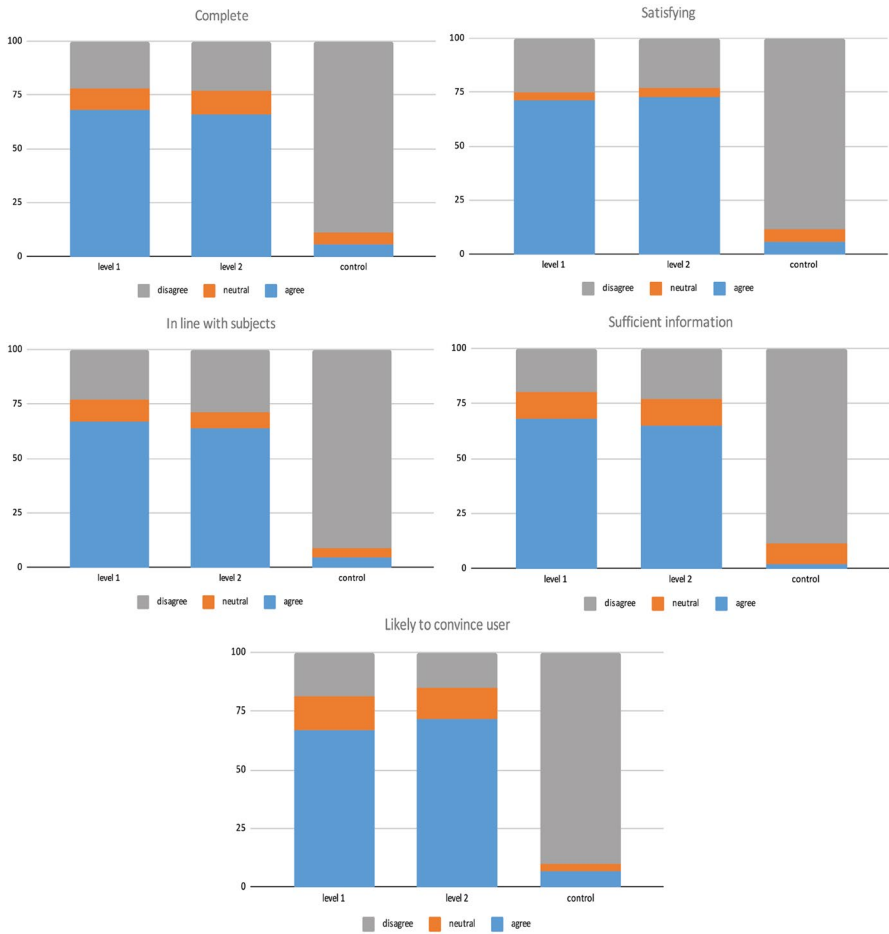 Complete
100
75
50
25
0
level 1 level 2 control
disagree neutral agree
Satisfying
100
75
50
25
0
level 1 level 2 control
disagree neutral agree
In line with subjects
100
75
50
25
0
level 1 level 2 control
disagree neutral agree
Sufficient information
100
75
50
25
0
level 1 level 2 control
disagree neutral agree
Likely to convince user
100
75
50
25
0
level 1 level 2 control
disagree neutral agree